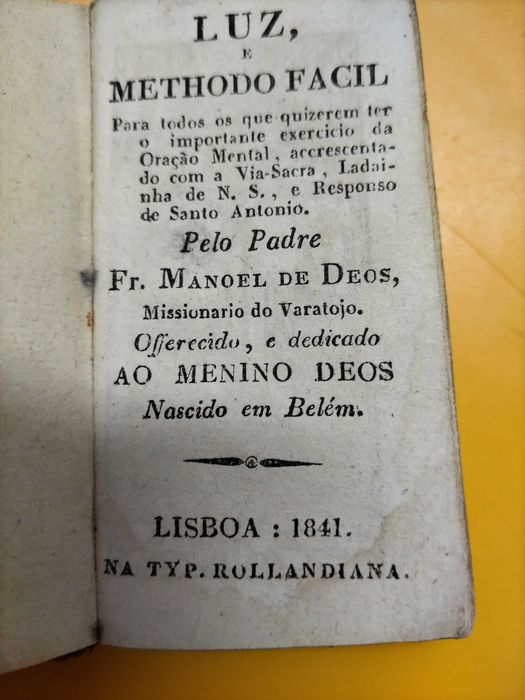 LUZ,
E
METHODO FACIL
Para todos os que quizerem ter
o importante exercicio da
Oração Mental, accrescenta-
do com a Via-Sacra, Ladai-
nha de N. S., e Responso
de Santo Antonio.
Pelo Padre
Fr. MANOEL DE DEOS,
Missionario do Varatojo.
Offerecido, e dedicado
AO MENINO DEOS
Nascido em Belém.
LISBOA : 1841.
NA TYP. ROLLANDIANA.